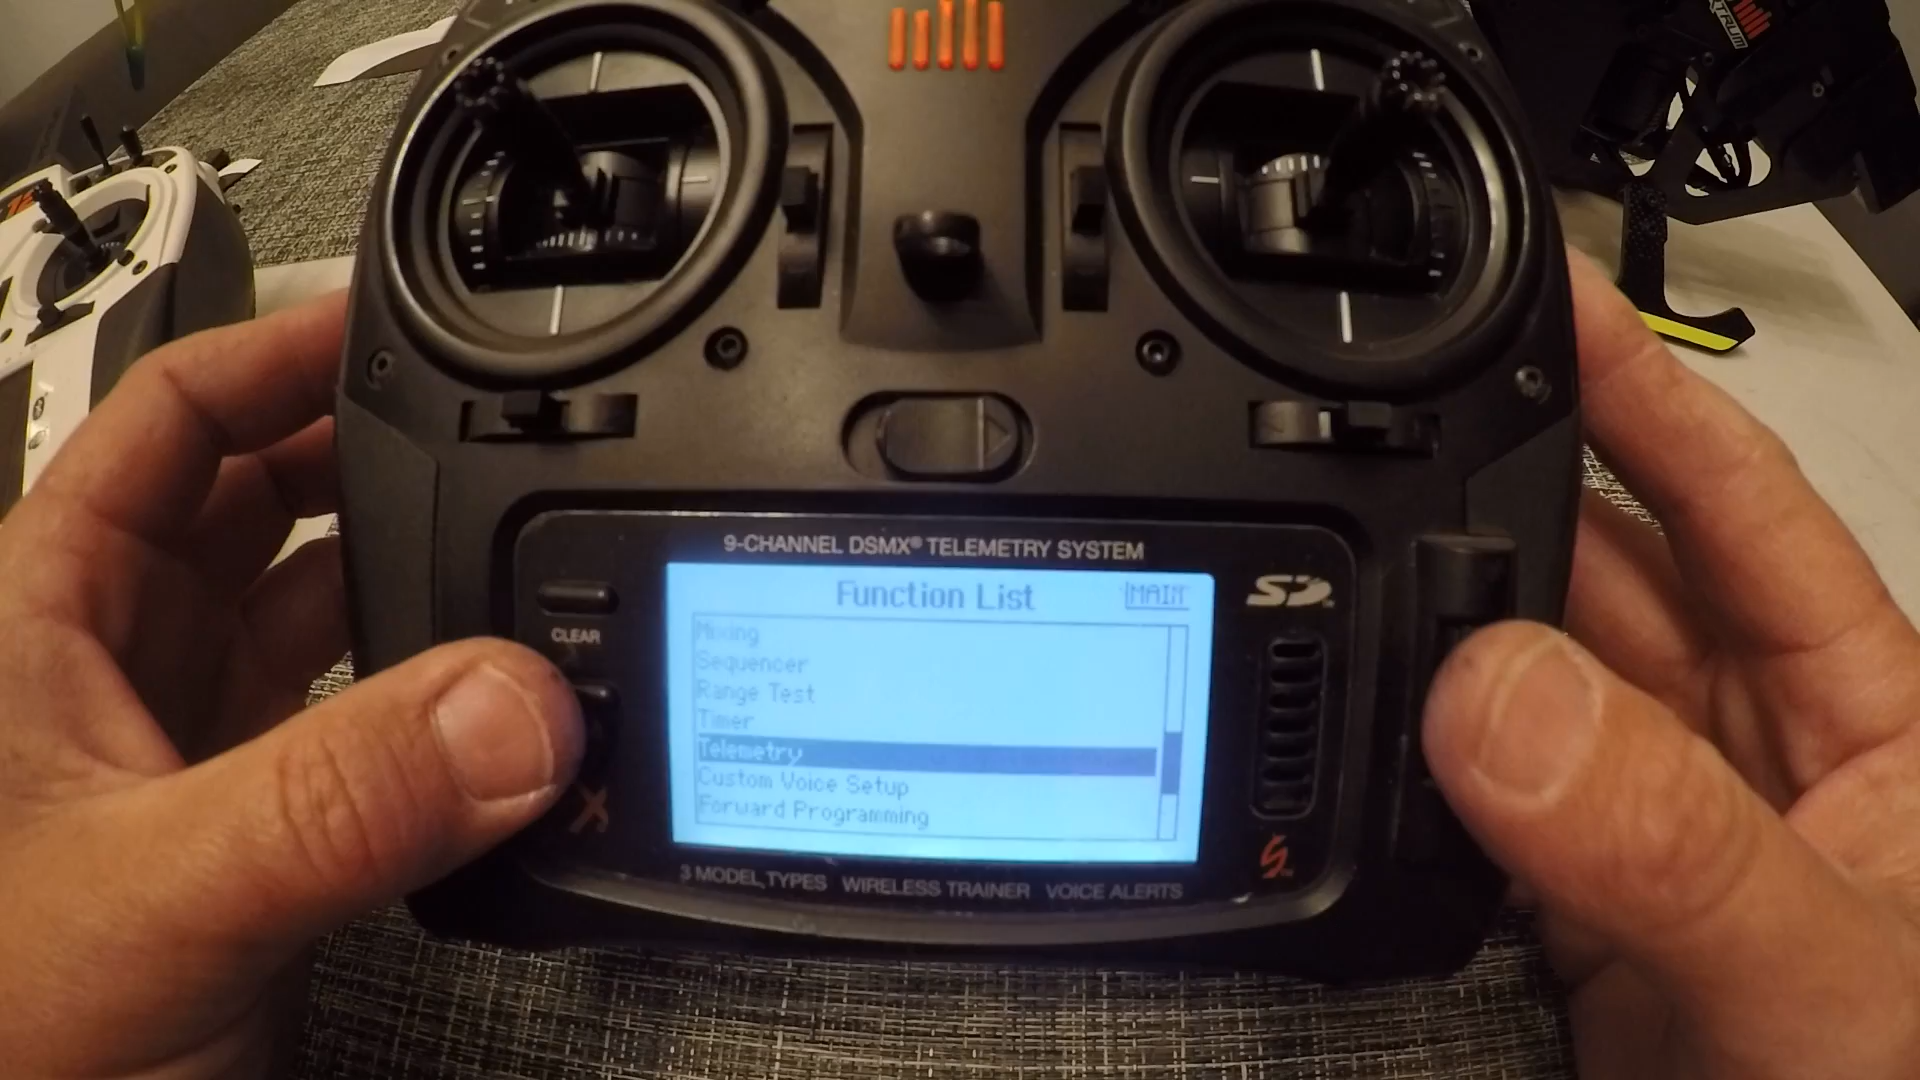 9-CHANNEL DSMX® TELEMETRY SYSTEM
Function List
MAIN
Mixing
Sequencer
Range Test
Timer
Telemetry
Custom Voice Setup
Forward Programming
CLEAR
SD
3 MODEL TYPES WIRELESS TRAINER VOICE ALERTS